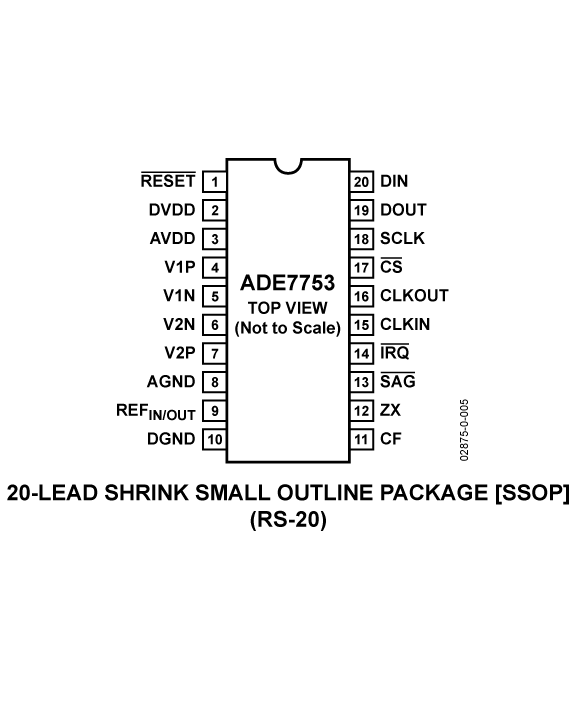 RESET 1
DVDD 2
AVDD 3
V1P 4
V1N 5
V2N 6
V2P 7
AGND 8
REFIN/OUT 9
DGND 10
ADE7753
TOP VIEW
(Not to Scale)
20 DIN
19 DOUT
18 SCLK
17 CS
16 CLKOUT
15 CLKIN
14 IRQ
13 SAG
12 ZX
11 CF
02875-0-005
20-LEAD SHRINK SMALL OUTLINE PACKAGE [SSOP]
(RS-20)